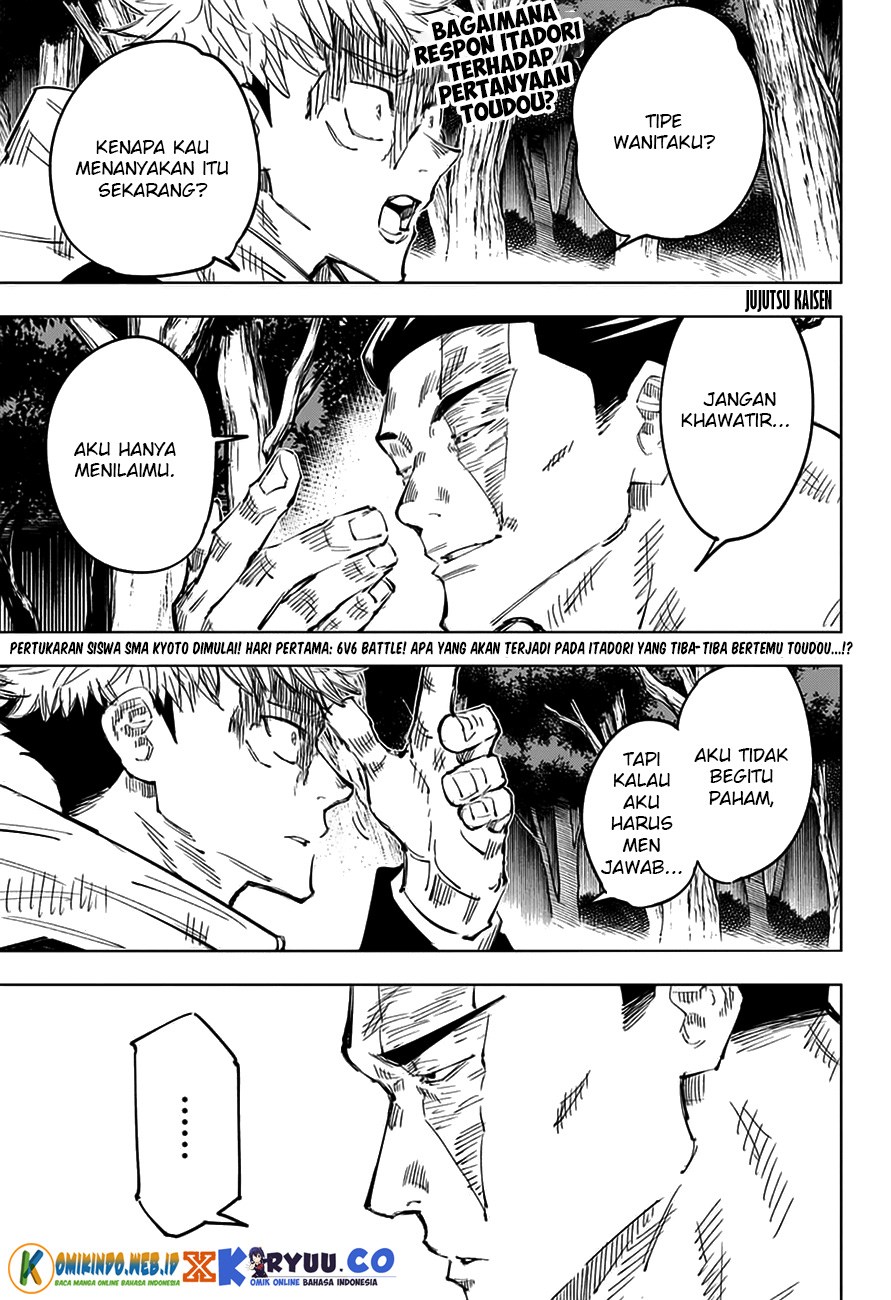 BAGAIMANA
RESPON ITADORI
TERHADAP
PERTANYAAN
TOUDOU?
TIPE
WANITAKU?
KENAPA KAU
MENANYAKAN ITU
SEKARANG?
JUJUTSU KAISEN
JANGAN
KHAWATIR...
AKU HANYA
MENILAIMU.
PERTUKARAN SISWA SMA KYOTO DIMULAI! HARI PERTAMA: 6V6 BATTLE! APA YANG AKAN TERJADI PADA ITADORI YANG TIBA-TIBA BERTEMU TOUDOU...!?
AKU TIDAK
BEGITU
PAHAM,
TAPI
KALAU
AKU
HARUS
MEN
JAWAB...
......
KOMIKINDO.WEB.ID X KIRYUU.CO
BACA MANGA ONLINE BAHASA INDONESIA
OMIK ONLINE BAHASA INDONESIA